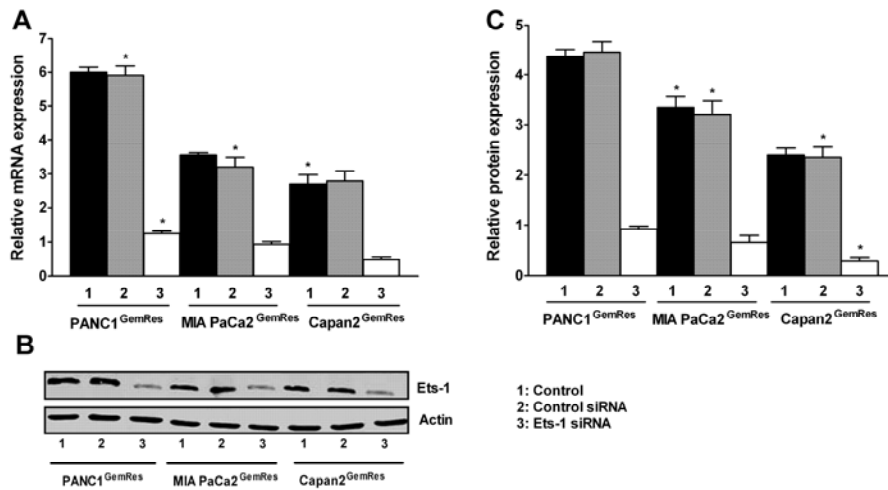 A
Relative mRNA expression
7
6
5
4
3
2
1
0
* * * *
1 2 3 1 2 3 1 2 3
PANC1GemRes MIA PaCa2GemRes Capan2GemRes
C
Relative protein expression
5
4
3
2
1
0
* * * *
1 2 3 1 2 3 1 2 3
PANC1GemRes MIA PaCa2GemRes Capan2GemRes
B
Ets-1
Actin
1 2 3 1 2 3 1 2 3
PANC1GemRes MIA PaCa2GemRes Capan2GemRes
1: Control
2: Control siRNA
3: Ets-1 siRNA